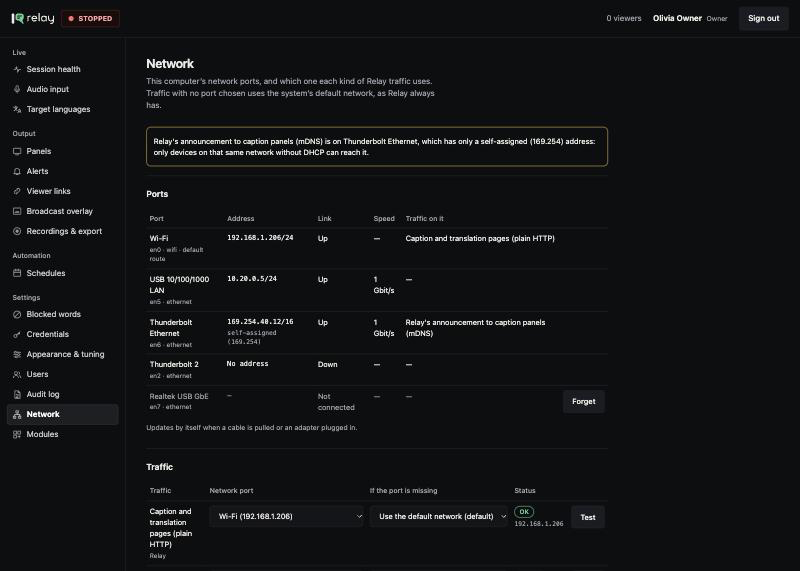 relay
STOPPED
0 viewers
Olivia Owner Owner
Sign out
Live
Session health
Audio input
Target languages
Output
Panels
Alerts
Viewer links
Broadcast overlay
Recordings & export
Automation
Schedules
Settings
Blocked words
Credentials
Appearance & tuning
Users
Audit log
Network
Modules
Network
This computer's network ports, and which one each kind of Relay traffic uses.
Traffic with no port chosen uses the system's default network, as Relay always
has.
Relay's announcement to caption panels (mDNS) is on Thunderbolt Ethernet, which has only a self-assigned (169.254) address:
only devices on that same network without DHCP can reach it.
Ports
Port Address Link Speed Traffic on it
Wi-Fi 192.168.1.206/24 Up — Caption and translation pages (plain HTTP)
en0 · wifi · default
route
USB 10/100/1000 10.20.0.5/24 Up 1 —
LAN Gbit/s
en5 · ethernet
Thunderbolt 169.254.40.12/16 Up 1 Relay's announcement to caption panels
Ethernet self-assigned Gbit/s (mDNS)
en6 · ethernet (169.254)
Thunderbolt 2 No address Down — —
en2 · ethernet
Realtek USB GbE — Not — — Forget
en7 · ethernet connected
Updates by itself when a cable is pulled or an adapter plugged in.
Traffic
Traffic Network port If the port is missing Status
Caption and Wi-Fi (192.168.1.206) Use the default network (default) OK Test
translation 192.168.1.206
pages (plain
HTTP)
Relay